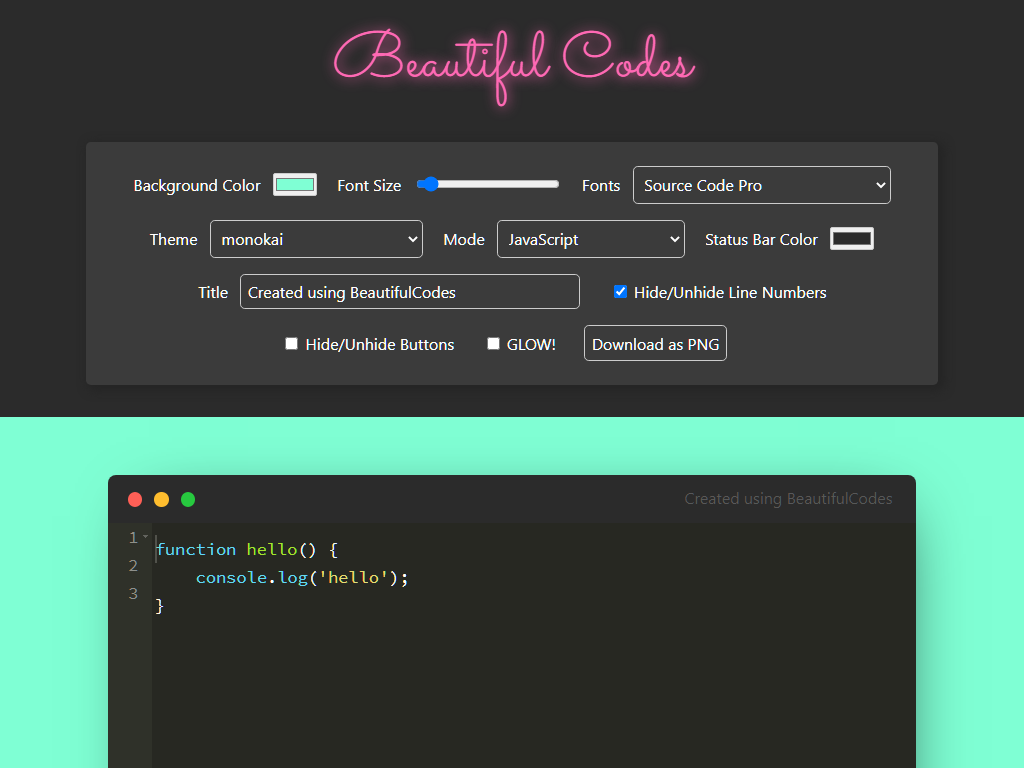 Beautiful Codes
Background Color Font Size Fonts Source Code Pro
Theme monokai Mode JavaScript Status Bar Color
Title Created using BeautifulCodes Hide/Unhide Line Numbers
Hide/Unhide Buttons GLOW! Download as PNG
Created using BeautifulCodes
1 function hello() {
2 console.log('hello');
3 }